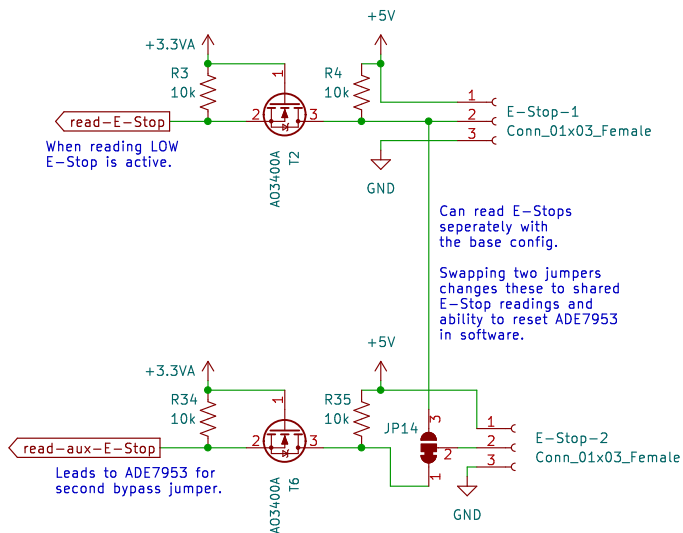 +5V
+3.3VA
R3
10k
1
R4
10k
read-E-Stop
2
3
1
2
3
E-Stop-1
Conn_01x03_Female
When reading LOW
E-Stop is active.
AO3400A
T2
GND
Can read E-Stops
seperately with
the base config.
Swapping two jumpers
changes these to shared
E-Stop readings and
ability to reset ADE7953
in software.
+5V
+3.3VA
R34
10k
1
R35
10k
read-aux-E-Stop
2
3
JP14
3
2
1
1
2
3
E-Stop-2
Conn_01x03_Female
Leads to ADE7953 for
second bypass jumper.
AO3400A
T6
GND